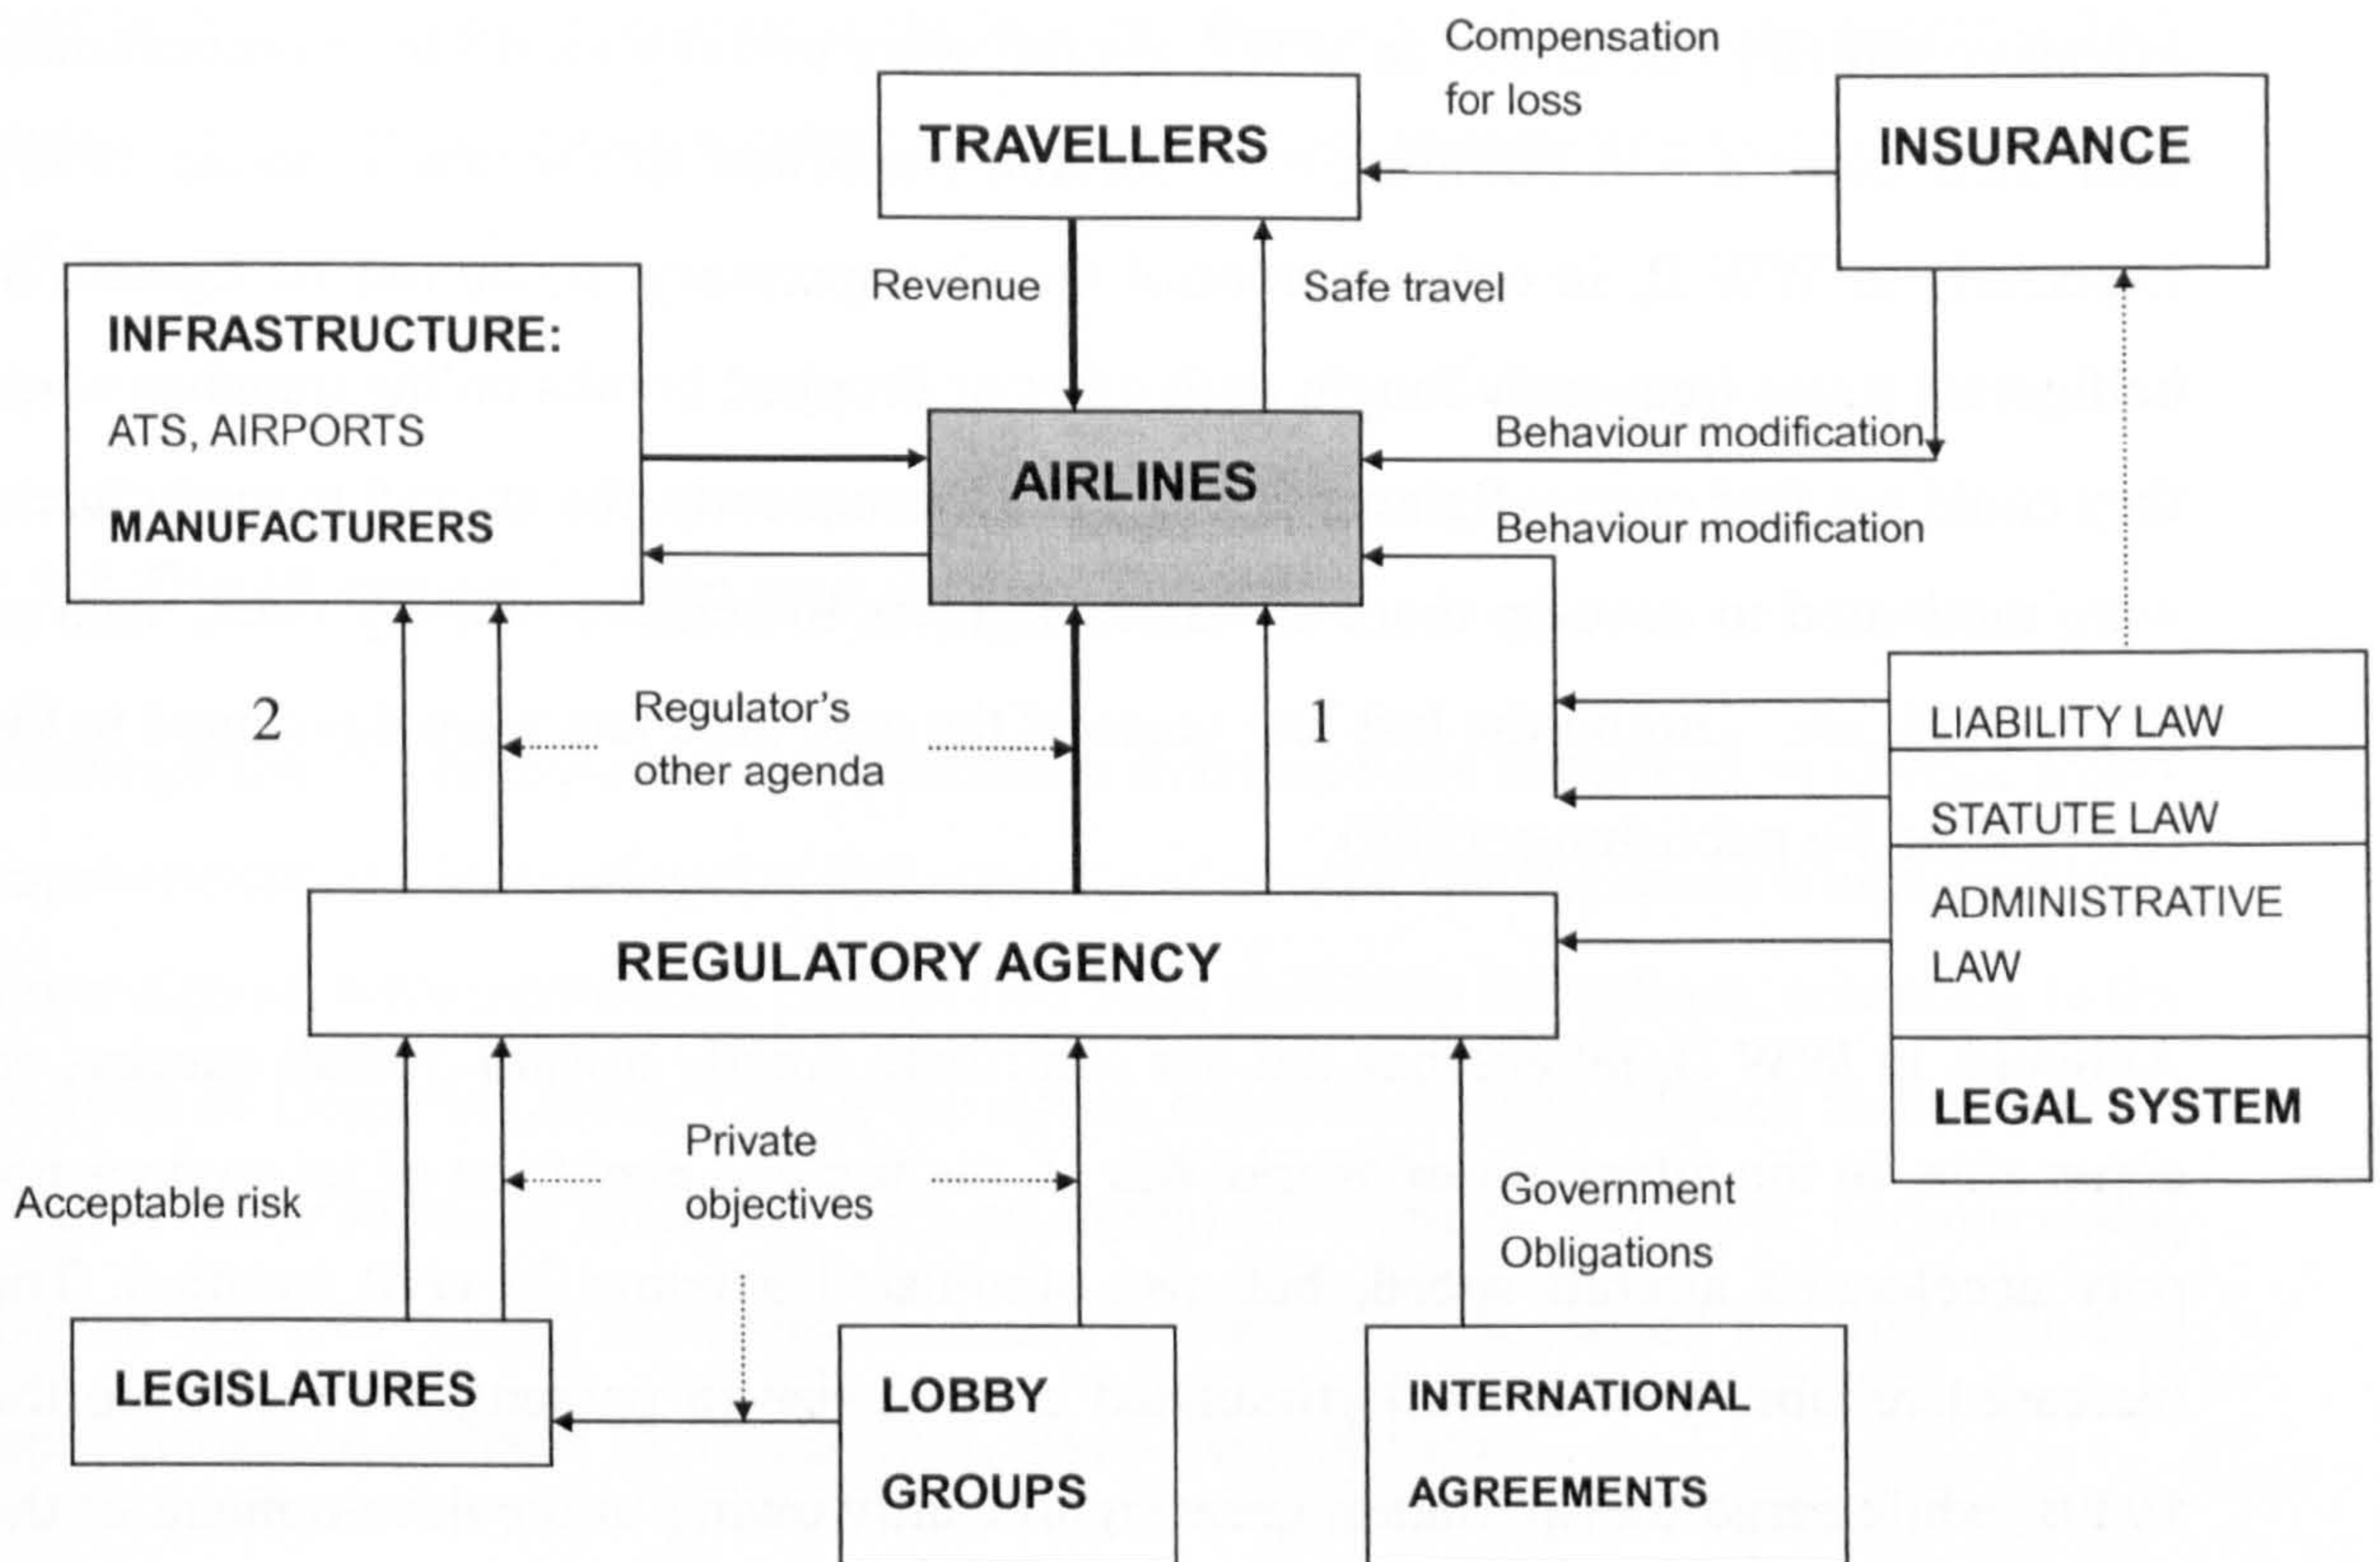 Compensation
for loss
TRAVELLERS
INSURANCE
Revenue
Safe travel
INFRASTRUCTURE:
ATS, AIRPORTS
MANUFACTURERS
AIRLINES
Behaviour modification
Behaviour modification
2
Regulator's
other agenda
1
LIABILITY LAW
STATUTE LAW
ADMINISTRATIVE
LAW
LEGAL SYSTEM
REGULATORY AGENCY
Acceptable risk
Private
objectives
Government
Obligations
LEGISLATURES
LOBBY
GROUPS
INTERNATIONAL
AGREEMENTS